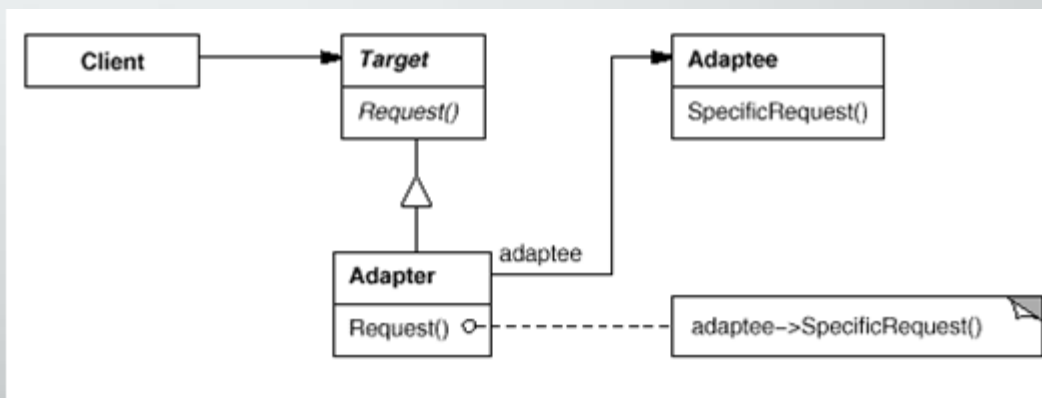 Client
Target
Request()
Adaptee
SpecificRequest()
adaptee
Adapter
Request()
adaptee->SpecificRequest()